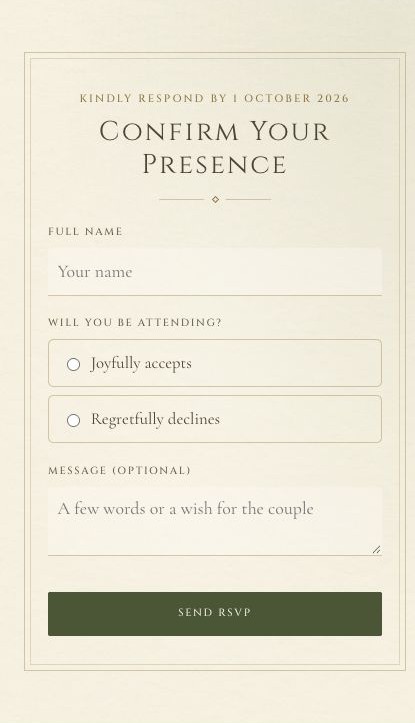 KINDLY RESPOND BY 1 OCTOBER 2026
CONFIRM YOUR
PRESENCE
FULL NAME
Your name
WILL YOU BE ATTENDING?
Joyfully accepts
Regretfully declines
MESSAGE (OPTIONAL)
A few words or a wish for the couple
SEND RSVP